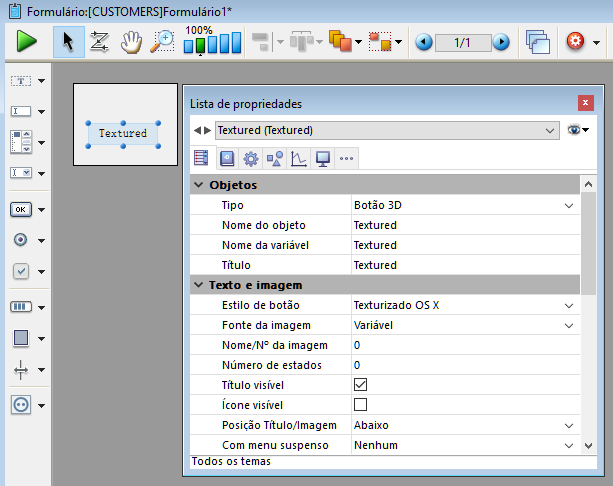 Formulário:[CUSTOMERS]Formulário1*
100%
1/1
Textured
Lista de propriedades
x
Textured (Textured)
Objetos
Tipo Botão 3D
Nome do objeto Textured
Nome da variável Textured
Título Textured
Texto e imagem
Estilo de botão Texturizado OS X
Fonte da imagem Variável
Nome/Nº da imagem 0
Número de estados 0
Título visível
Ícone visível
Posição Título/Imagem Abaixo
Com menu suspenso Nenhum
Todos os temas
OK